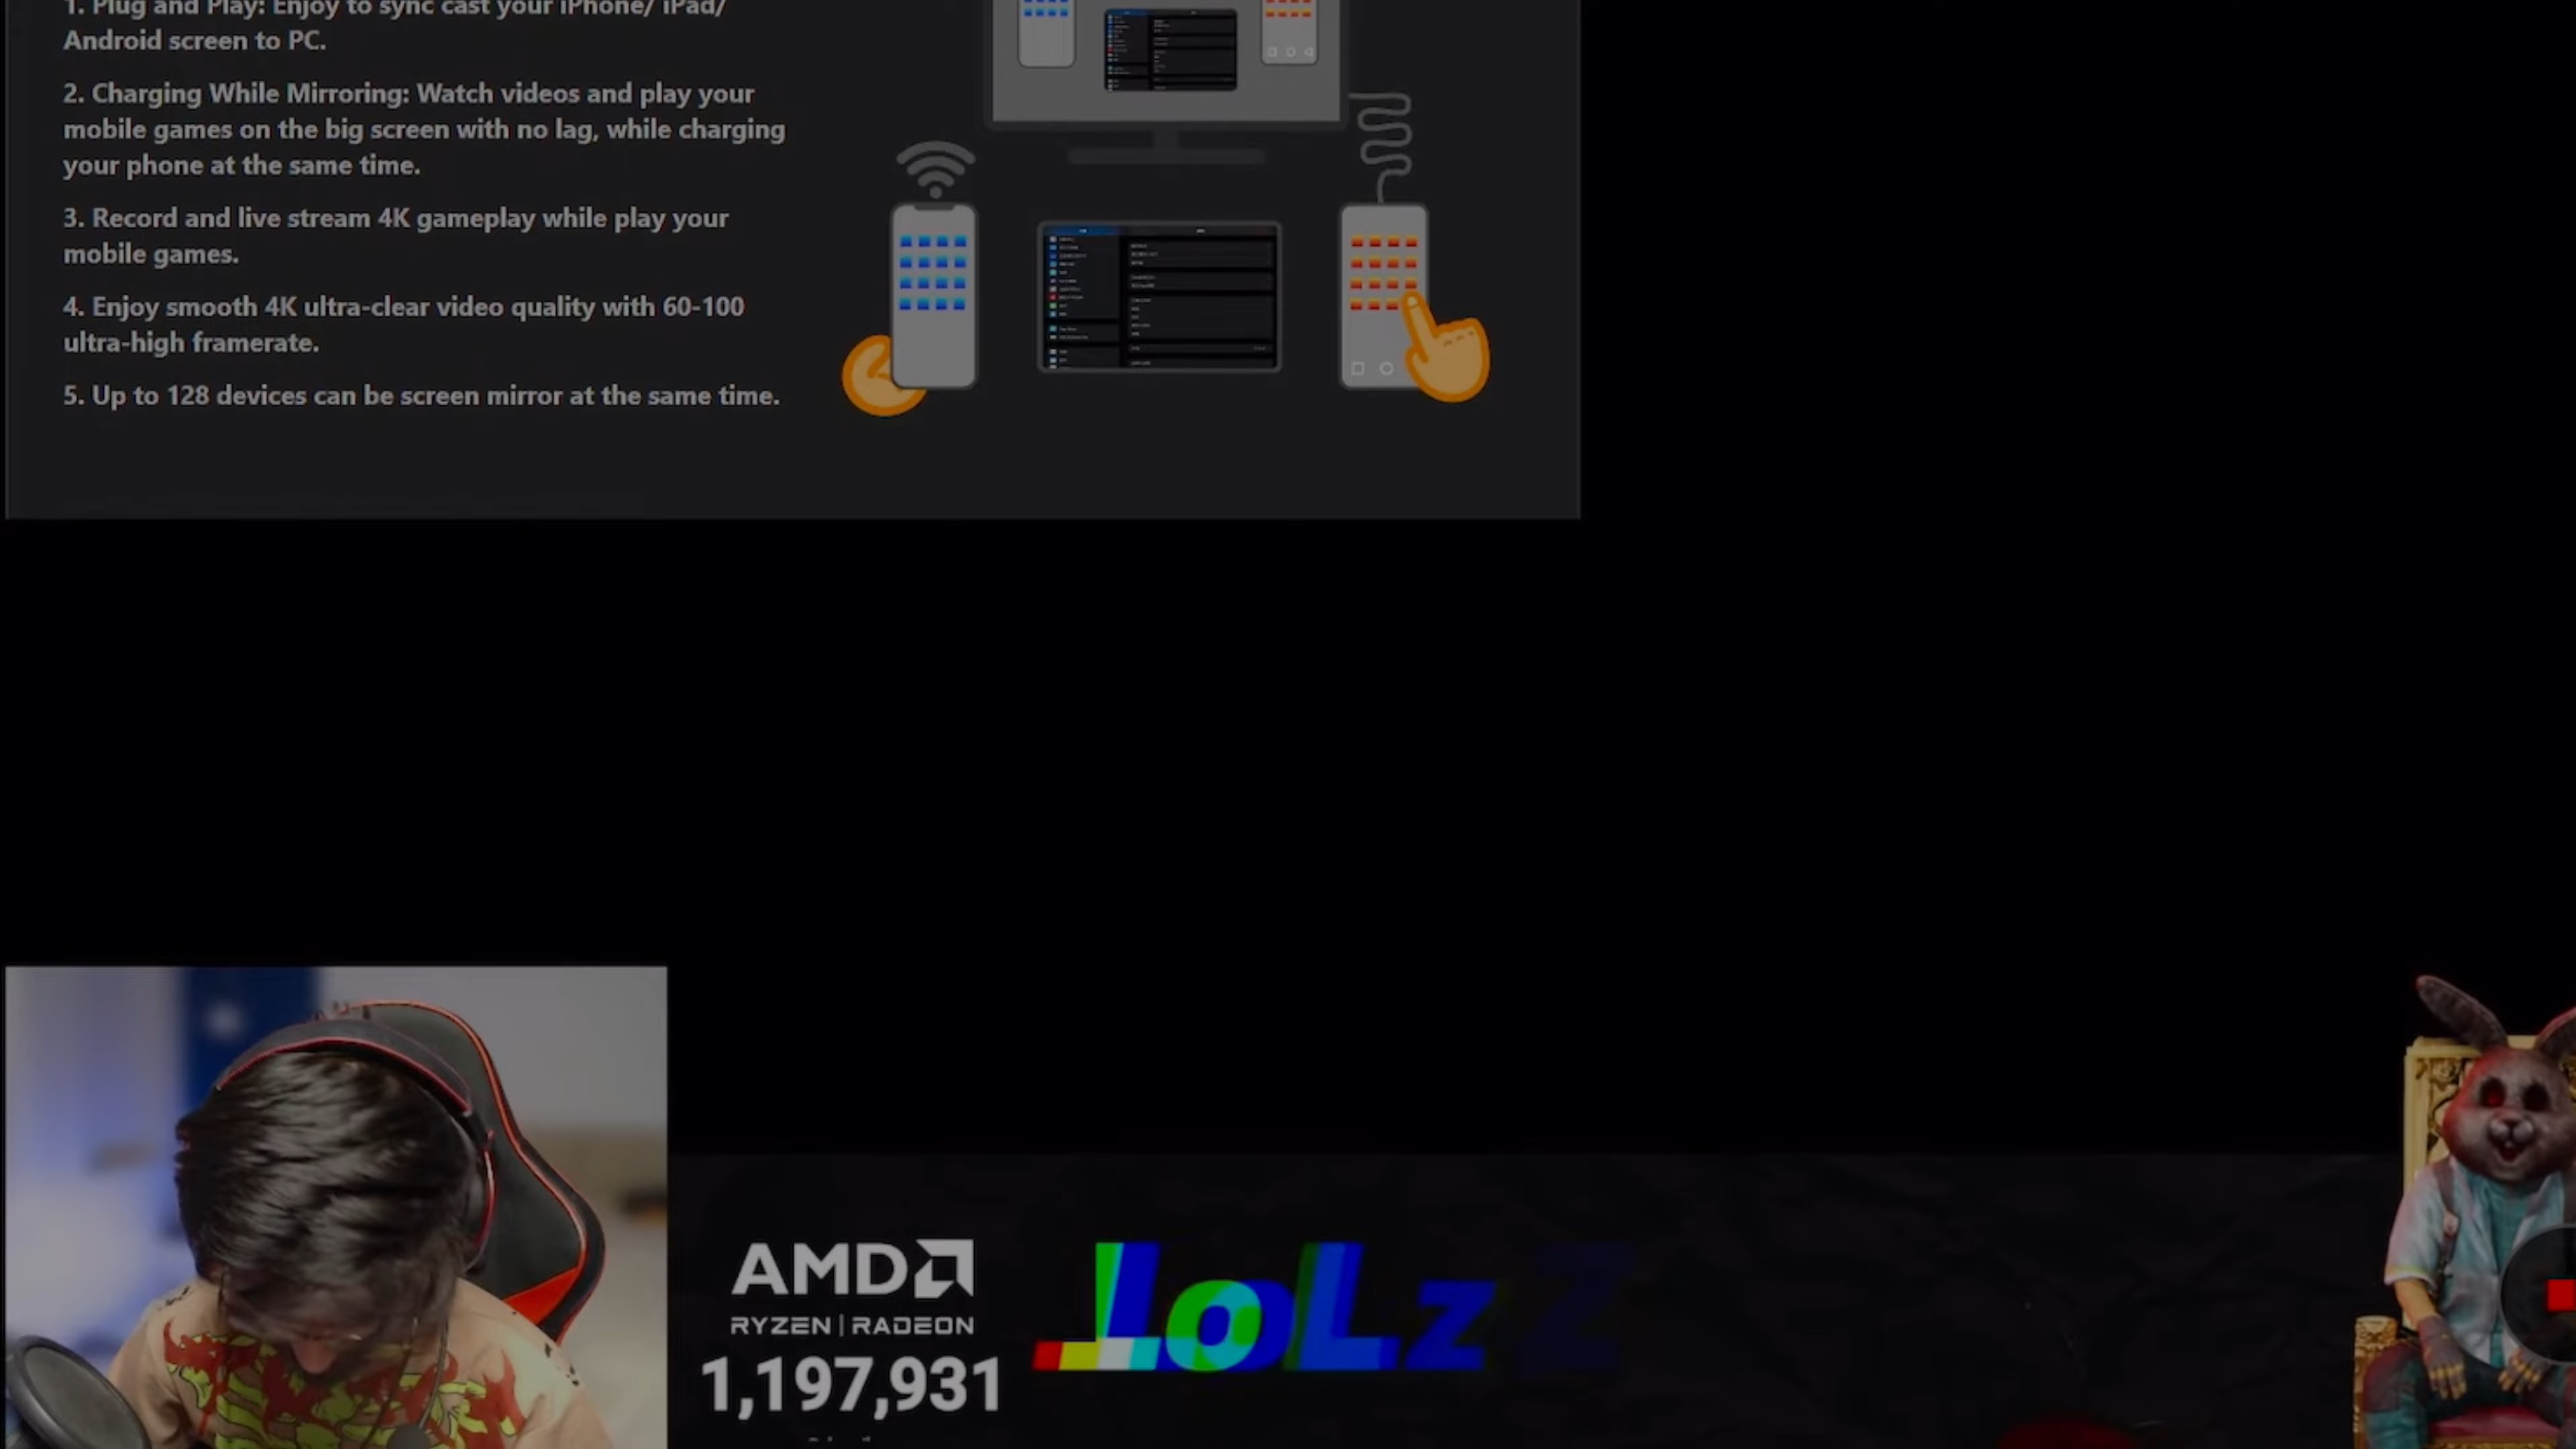 1. Plug and Play: Enjoy to sync cast your iPhone/ iPad/
Android screen to PC.
2. Charging While Mirroring: Watch videos and play your
mobile games on the big screen with no lag, while charging
your phone at the same time.
3. Record and live stream 4K gameplay while play your
mobile games.
4. Enjoy smooth 4K ultra-clear video quality with 60-100
ultra-high framerate.
5. Up to 128 devices can be screen mirror at the same time.
AMD
RYZEN | RADEON
1,197,931
LoLzZ